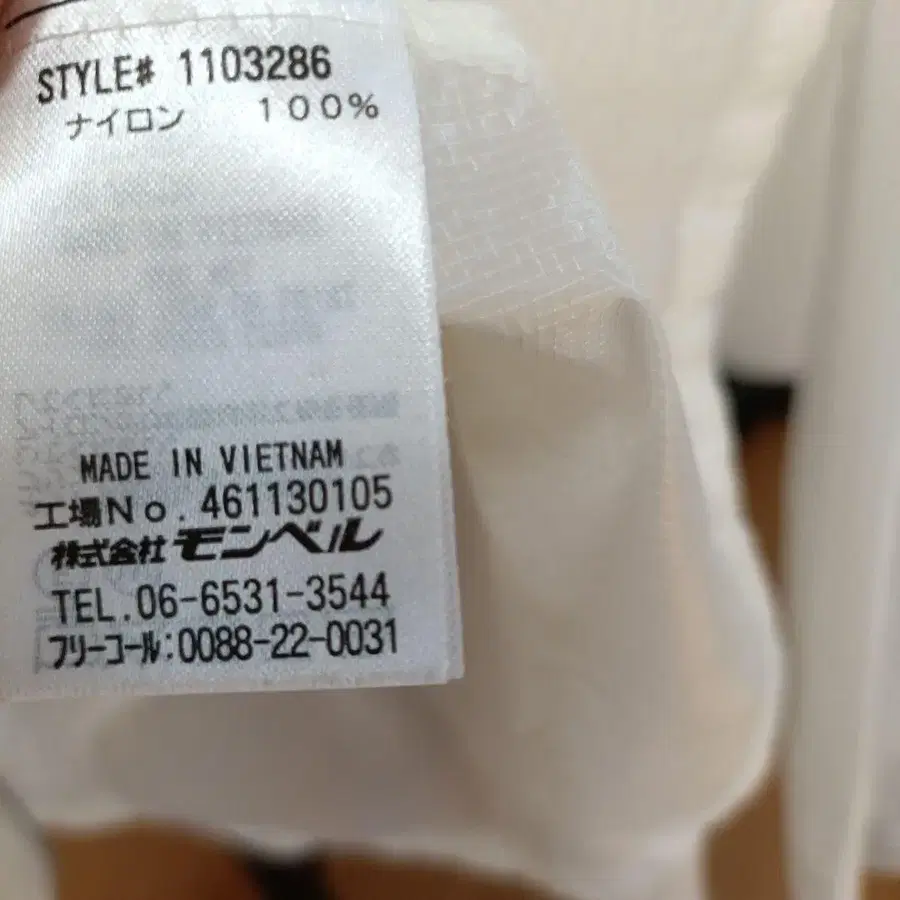 STYLE# 1103286
ナイロン 100%
MADE IN VIETNAM
工場No. 461130105
株式会社 モンベル
TEL.06-6531-3544
フリーコール:0088-22-0031